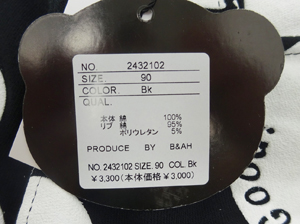 NO. 2432102
SIZE 90
COLOR Bk
QUAL.
本体 綿 100%
リブ 綿 95%
ポリウレタン 5%
PRODUCE BY B&AH
NO. 2432102 SIZE. 90 COL. Bk
¥3,300(本体価格¥3,000)